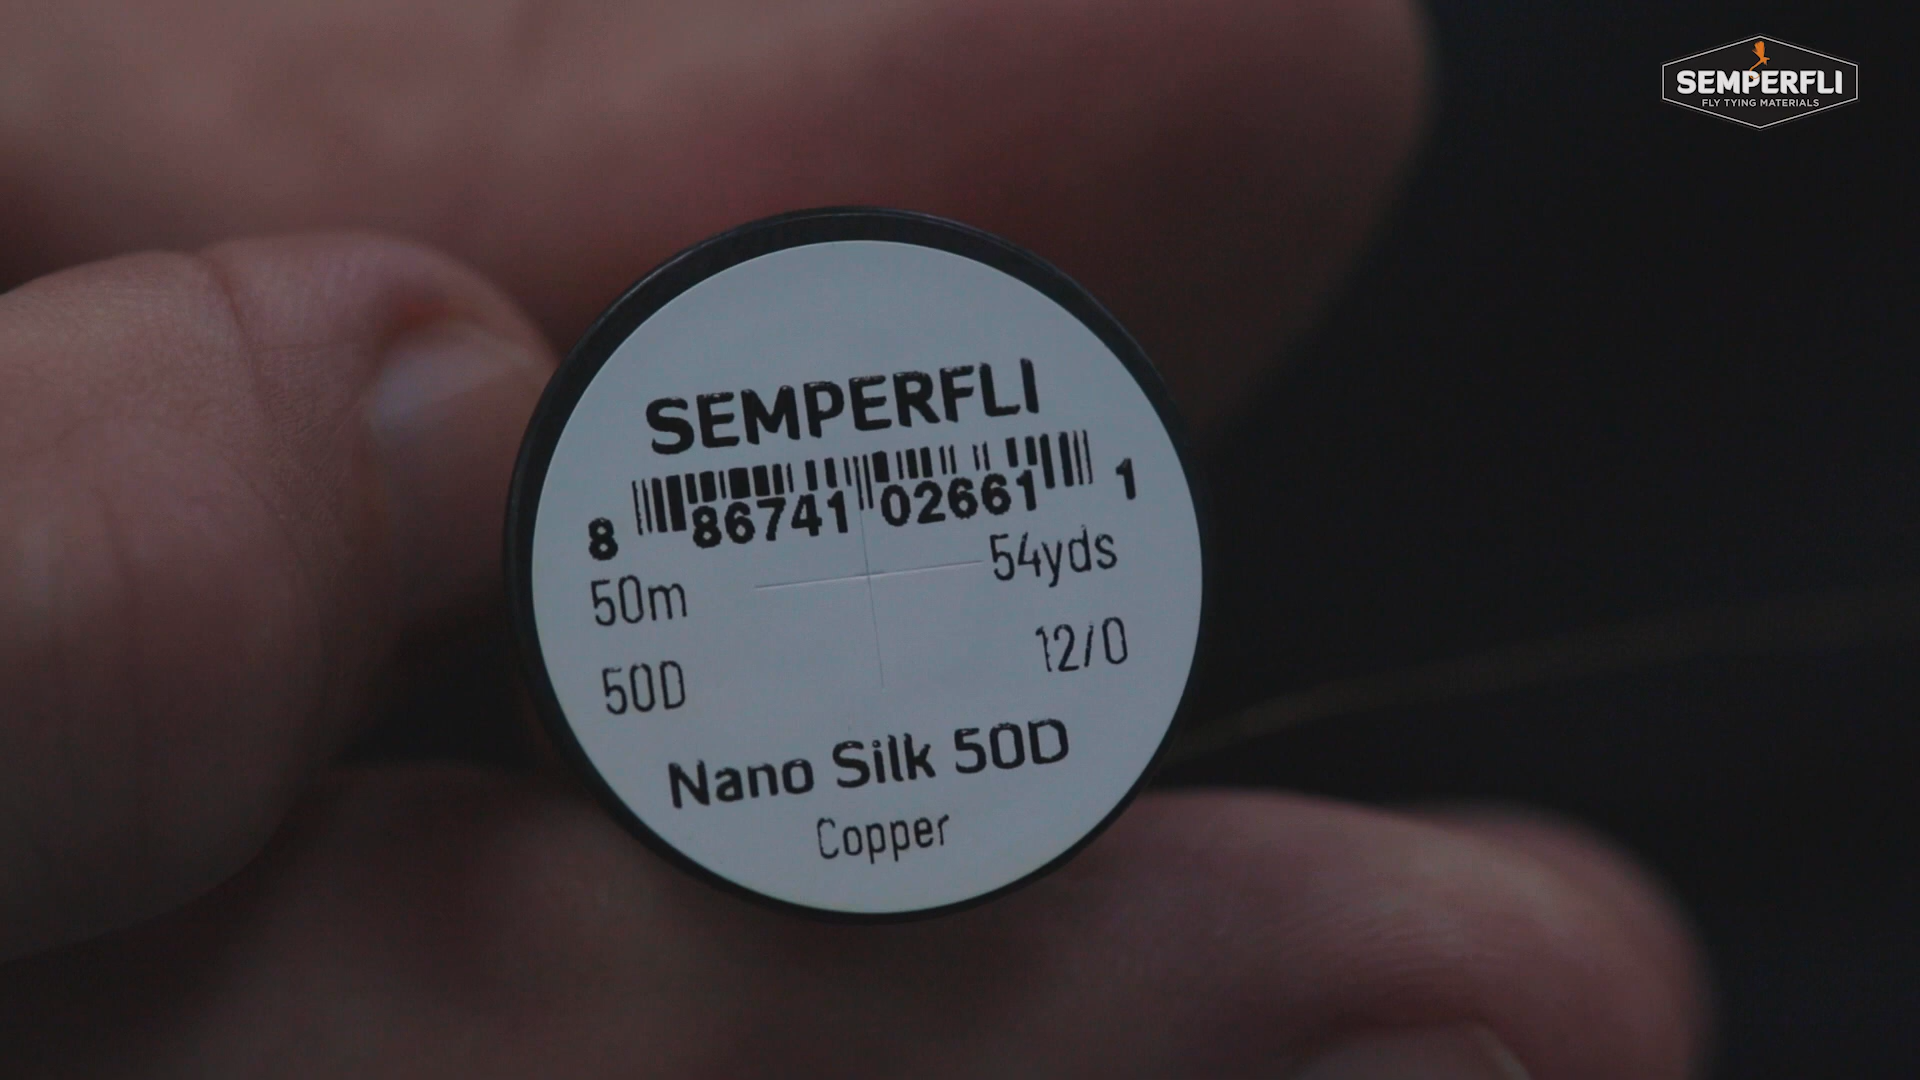 SEMPERFLI
FLY TYING MATERIALS
SEMPERFLI
8 86741 02661 1
50m 54yds
50D 12/0
Nano Silk 50D
Copper